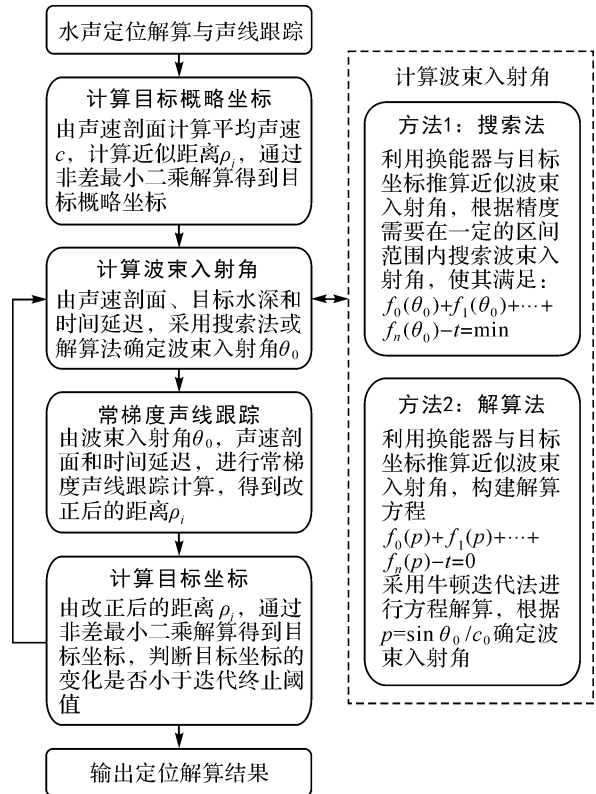 水声定位解算与声线跟踪
计算目标概略坐标
由声速剖面计算平均声速
c，计算近似距离ρi，通过
非差最小二乘解算得到目
标概略坐标
计算波束入射角
由声速剖面、目标水深和
时间延迟，采用搜索法或
解算法确定波束入射角θ0
常梯度声线跟踪
由波束入射角θ0，声速剖
面和时间延迟，进行常梯
度声线跟踪计算，得到改
正后的距离ρi
计算目标坐标
由改正后的距离ρi，通过
非差最小二乘解算得到目
标坐标，判断目标坐标的
变化是否小于迭代终止阈
值
输出定位解算结果
计算波束入射角
方法1：搜索法
利用换能器与目标
坐标推算近似波束
入射角，根据精度
需要在一定的区间
范围内搜索波束入
射角，使其满足：
f0(θ0)+f1(θ0)+···+
fn(θ0)−t=min
方法2：解算法
利用换能器与目标
坐标推算近似波束
入射角，构建解算
方程
f0(p)+f1(p)+···+
fn(p)−t=0
采用牛顿迭代法进
行方程解算，根据
p=sin θ0/c0确定波
束入射角